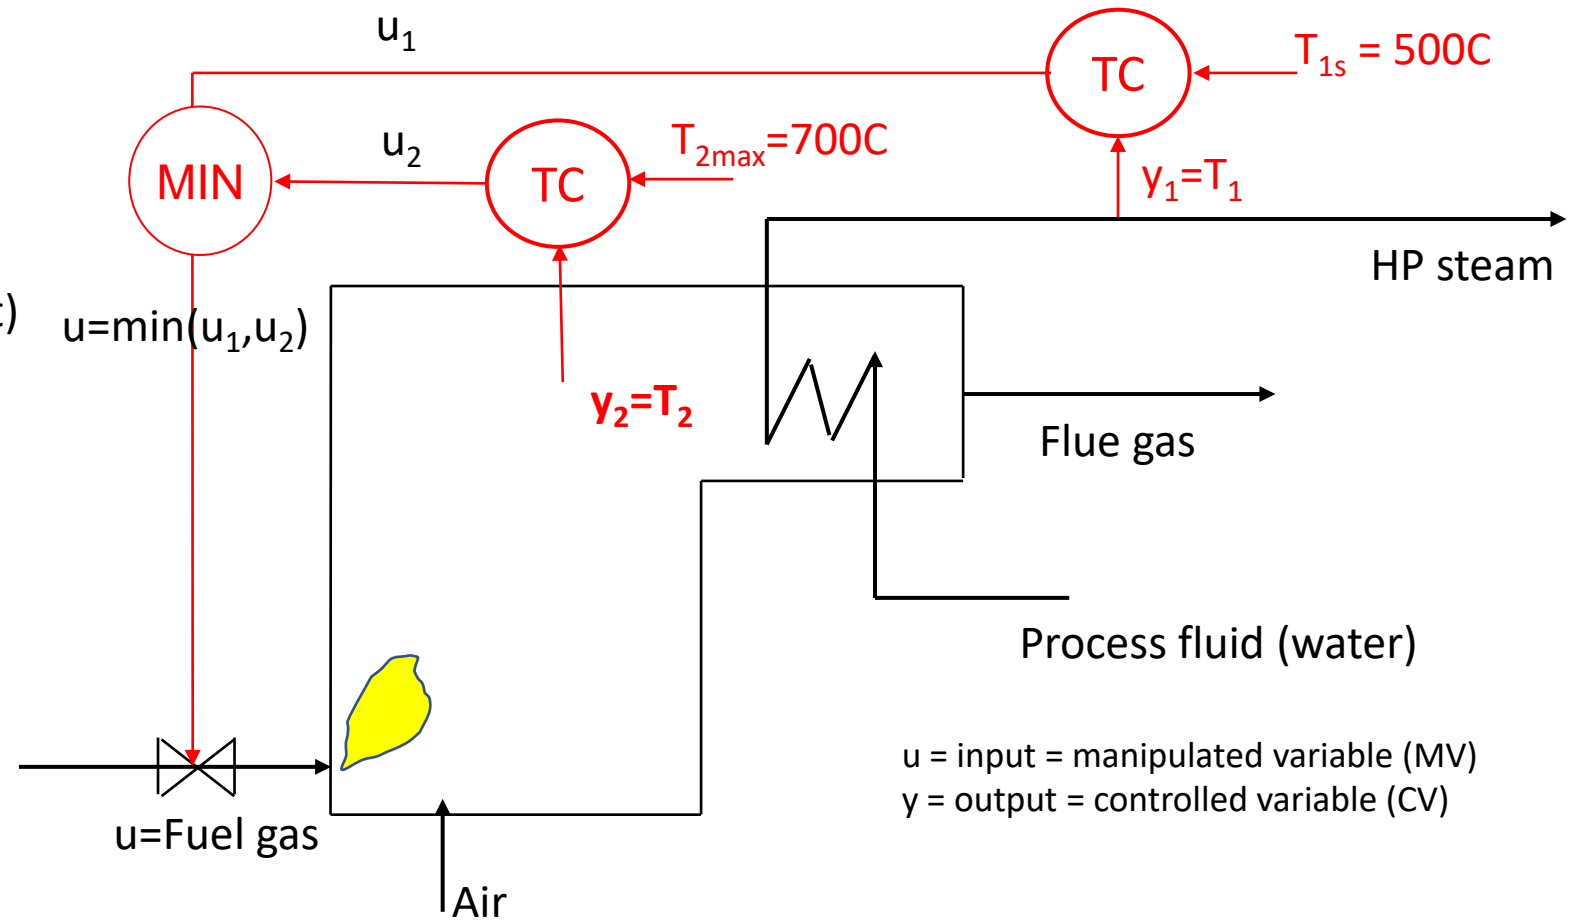 u₁
TC
T₁ₛ = 500C
MIN
u₂
TC
T₂ₘₐₓ=700C
y₁=T₁
HP steam
t)
u=min(u₁,u₂)
y₂=T₂
Flue gas
Process fluid (water)
u = input = manipulated variable (MV)
y = output = controlled variable (CV)
u=Fuel gas
Air